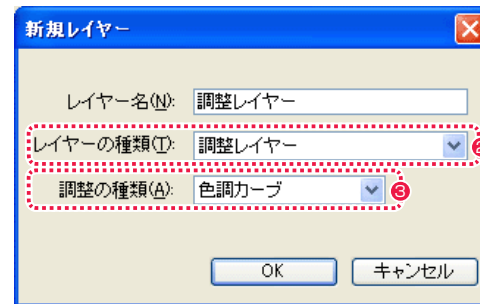 新規レイヤー
レイヤー名(N): 調整レイヤー
レイヤーの種類(T): 調整レイヤー ❷
調整の種類(A): 色調カーブ ❸
OK キャンセル